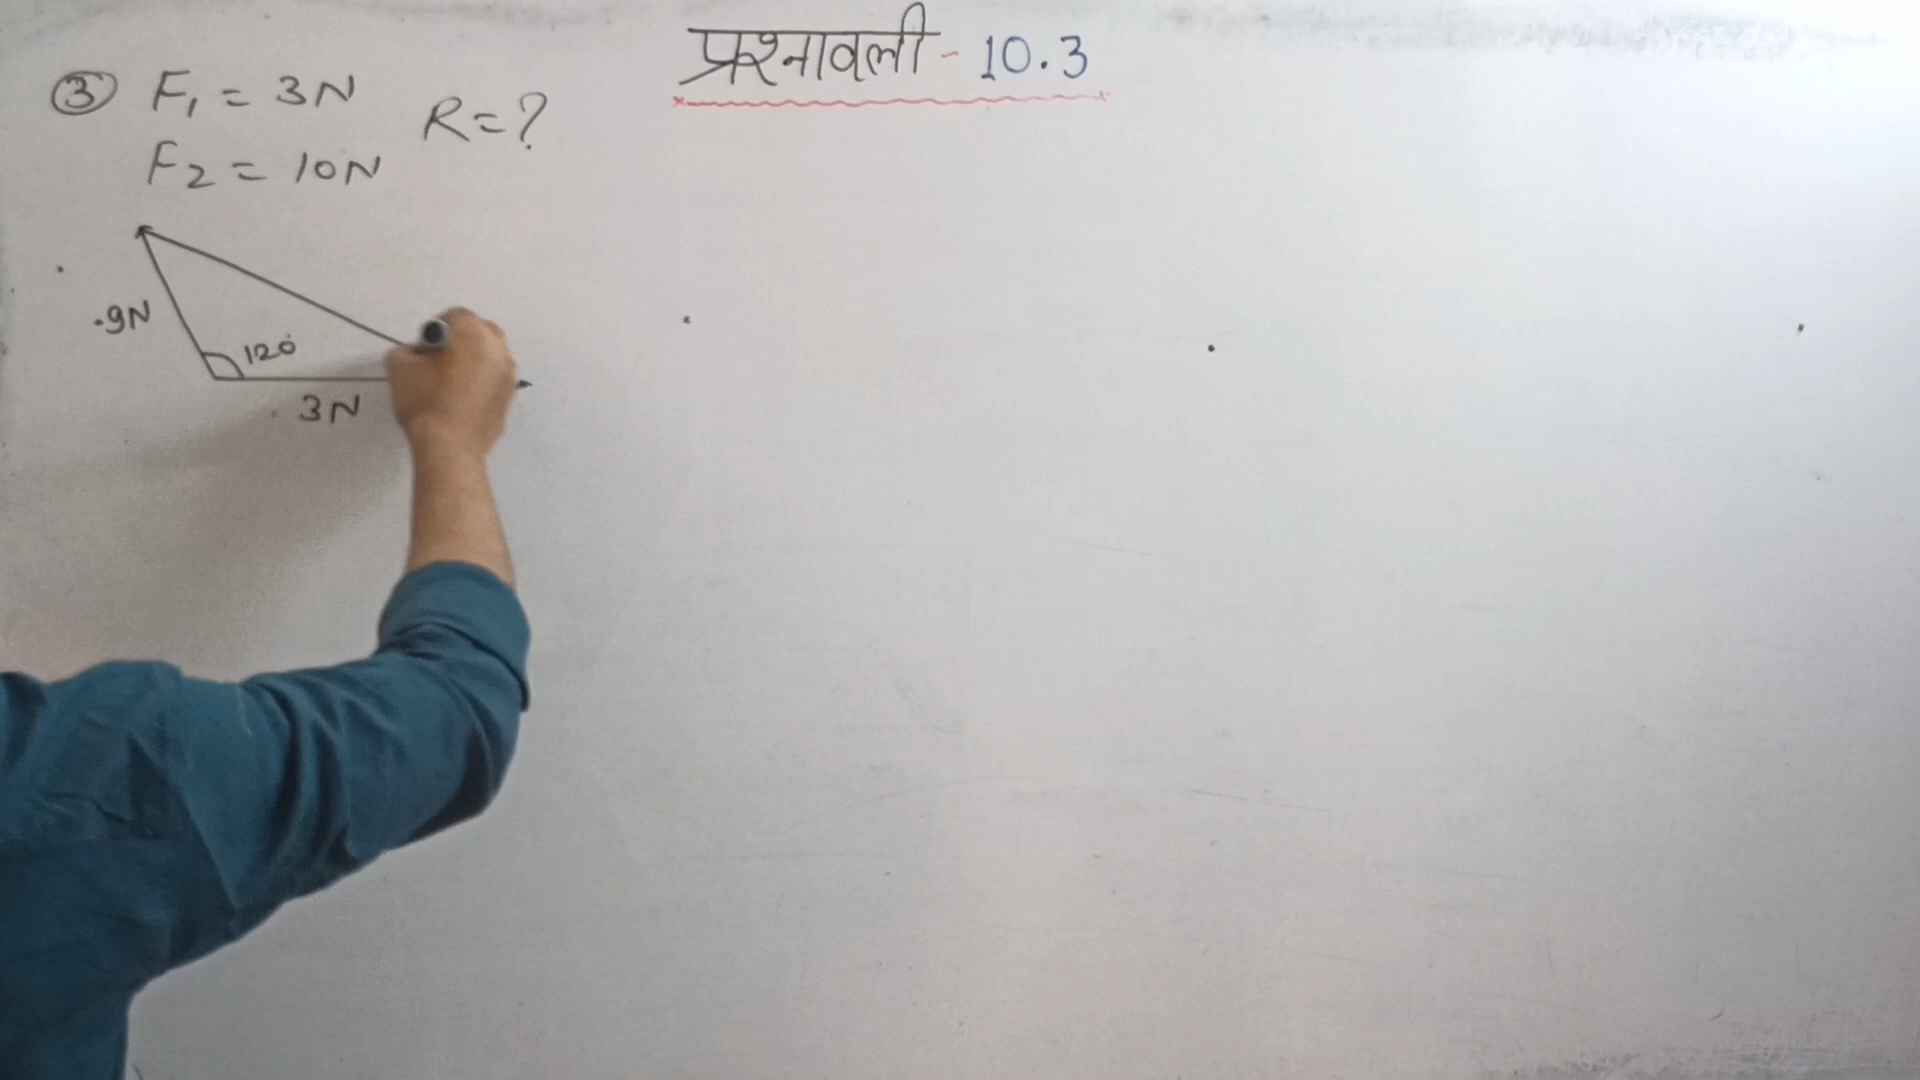 प्रश्नावली - 10.3
③ F₁ = 3N
R = ?
F₂ = 10N
.9N
120°
3N